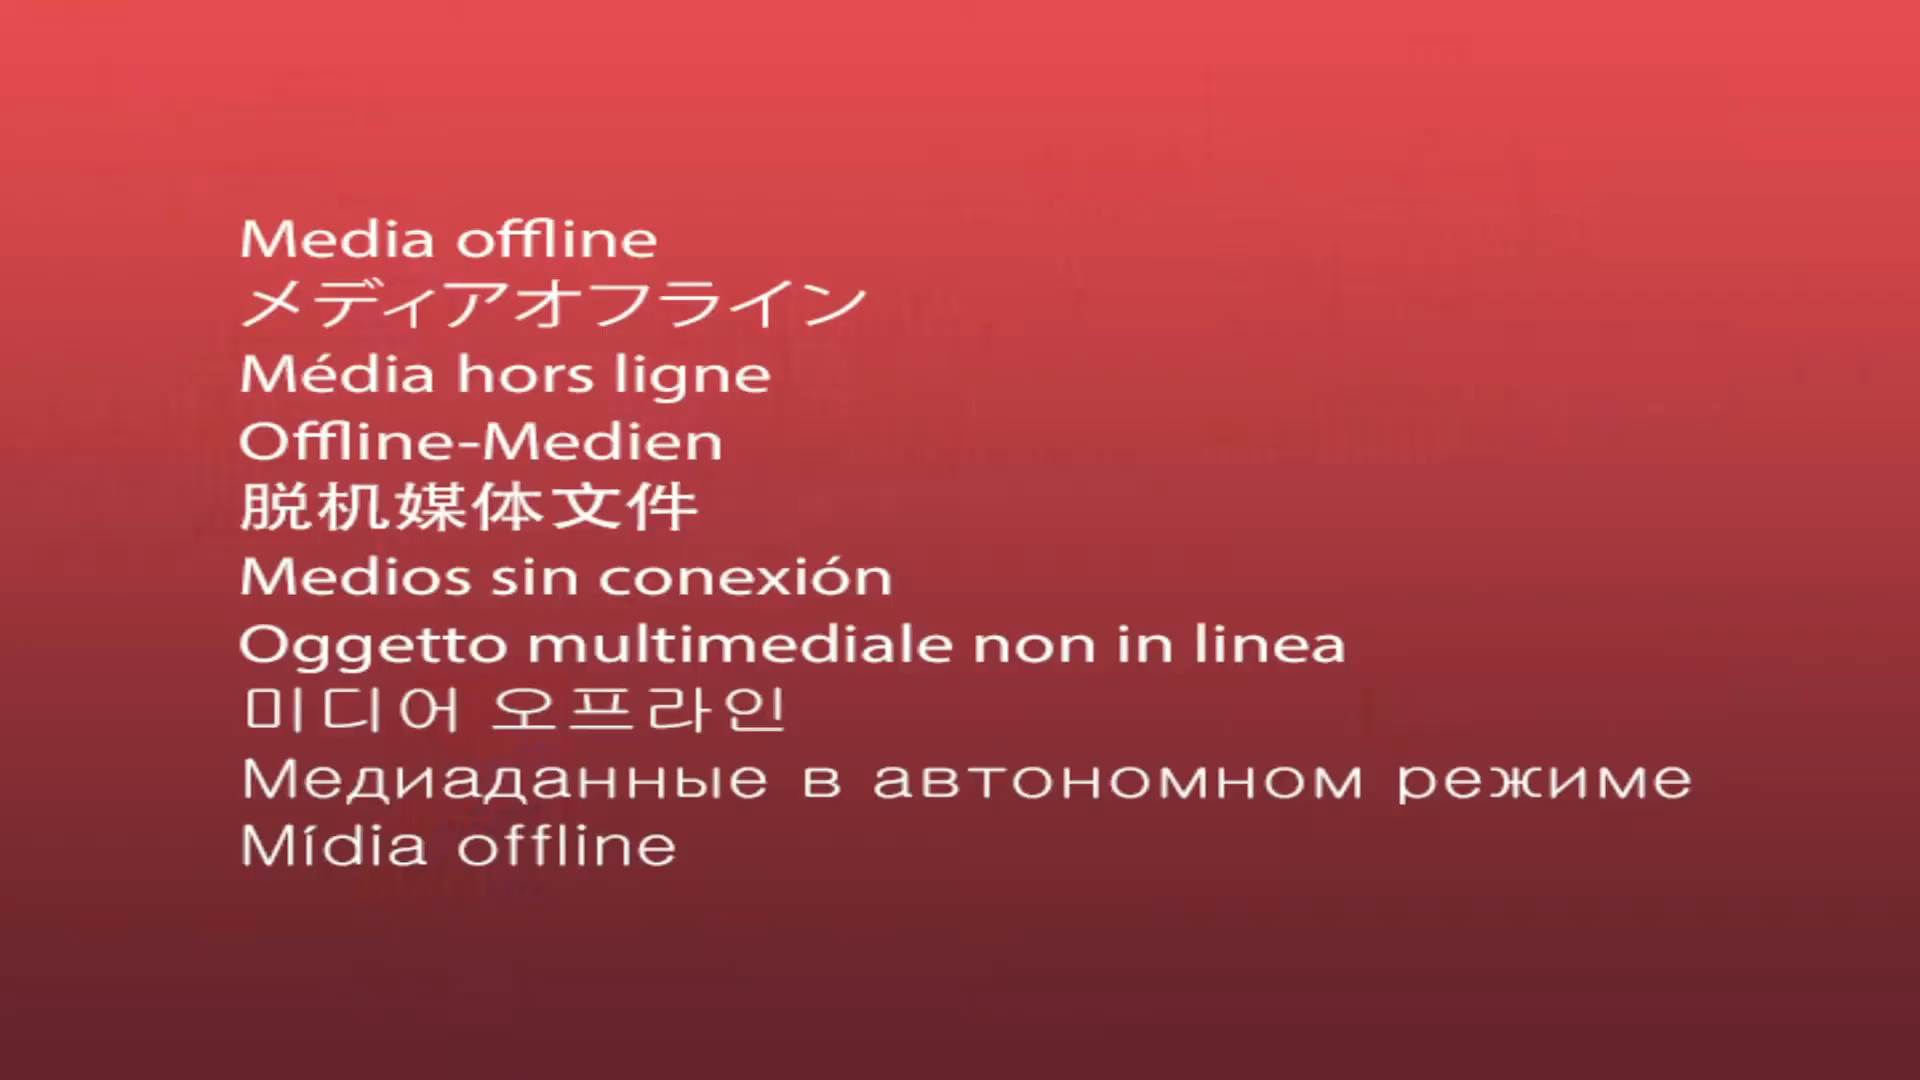 Media offline
メディアオフライン
Média hors ligne
Offline-Medien
脱机媒体文件
Medios sin conexión
Oggetto multimediale non in linea
미디어 오프라인
Медиаданные в автономном режиме
Mídia offline